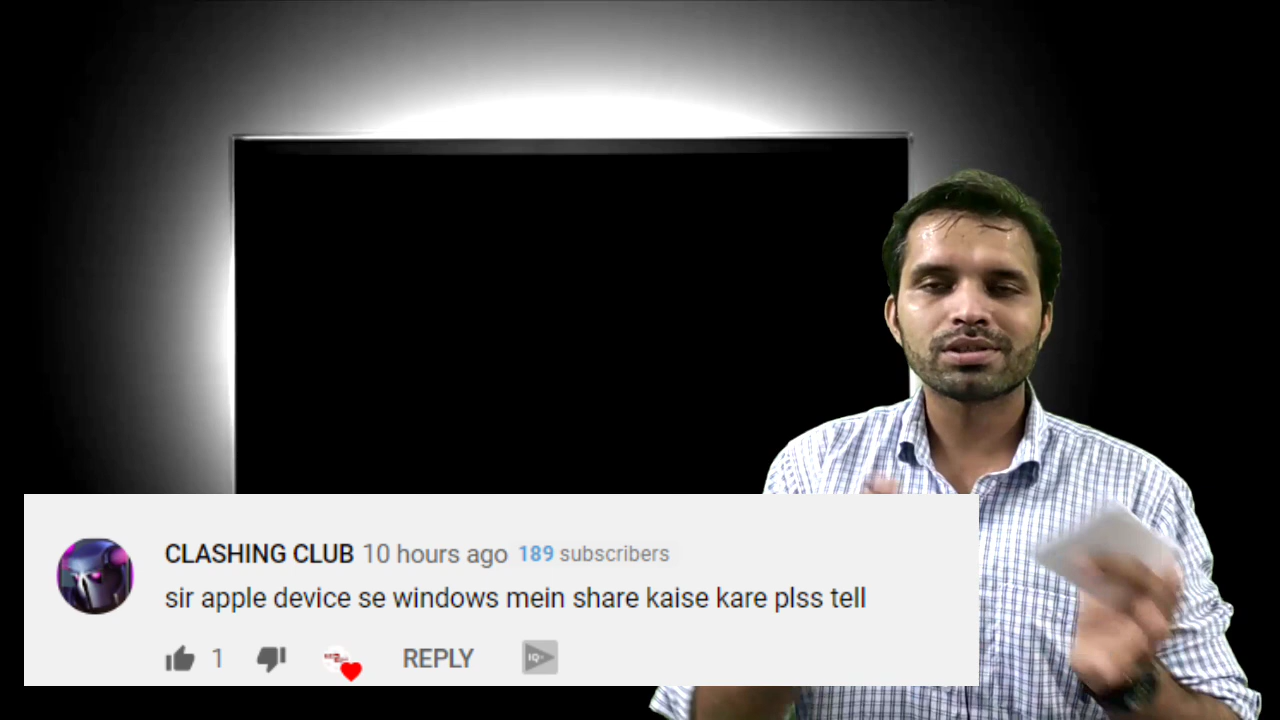 CLASHING CLUB 10 hours ago 189 subscribers
sir apple device se windows mein share kaise kare plss tell
1 REPLY IQ